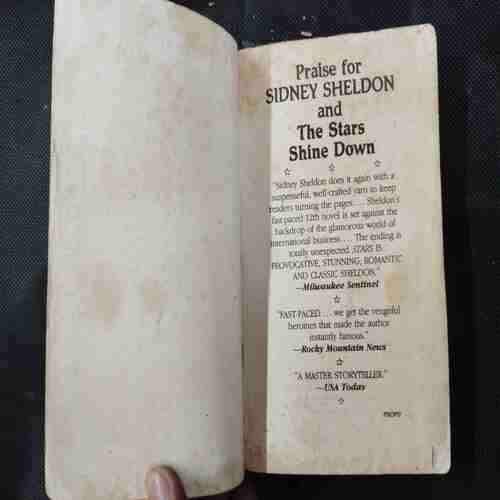 Praise for
SIDNEY SHELDON
and
The Stars
Shine Down
"Sidney Sheldon does it again with a
suspenseful, well-crafted yarn to keep
readers turning the pages. . . . Sheldon's
fast-paced 12th novel is set against the
backdrop of the glamorous world of
international business. . . . The ending is
totally unexpected. STARS IS
PROVOCATIVE, STUNNING, ROMANTIC
AND CLASSIC SHELDON."
—Milwaukee Sentinel
"FAST-PACED . . . we get the vengeful
heroines that made the author
instantly famous."
—Rocky Mountain News
"A MASTER STORYTELLER."
—USA Today